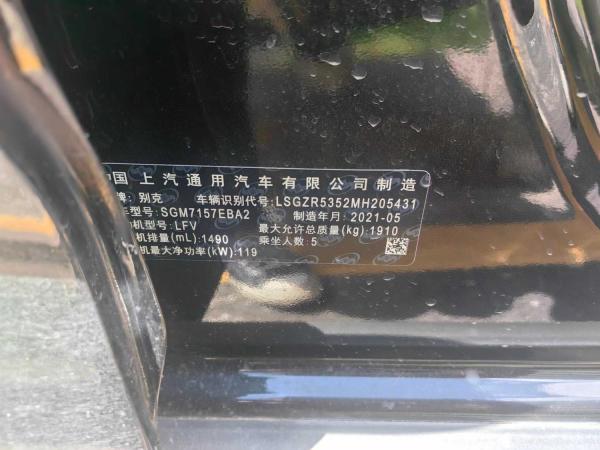 国 上汽通用汽车有限公司制造
牌: 别克 车辆识别代号: LSGZR5352MH205431
车型号: SGM7157EBA2 制造年月: 2021-05
机型号: LFV 最大允许总质量(kg): 1910
机排量(mL): 1490 乘坐人数: 5
机最大净功率(kW): 119